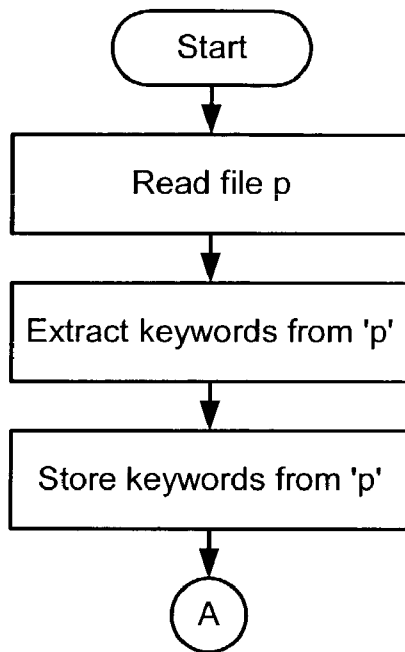 Start
Read file p
Extract keywords from 'p'
Store keywords from 'p'
A